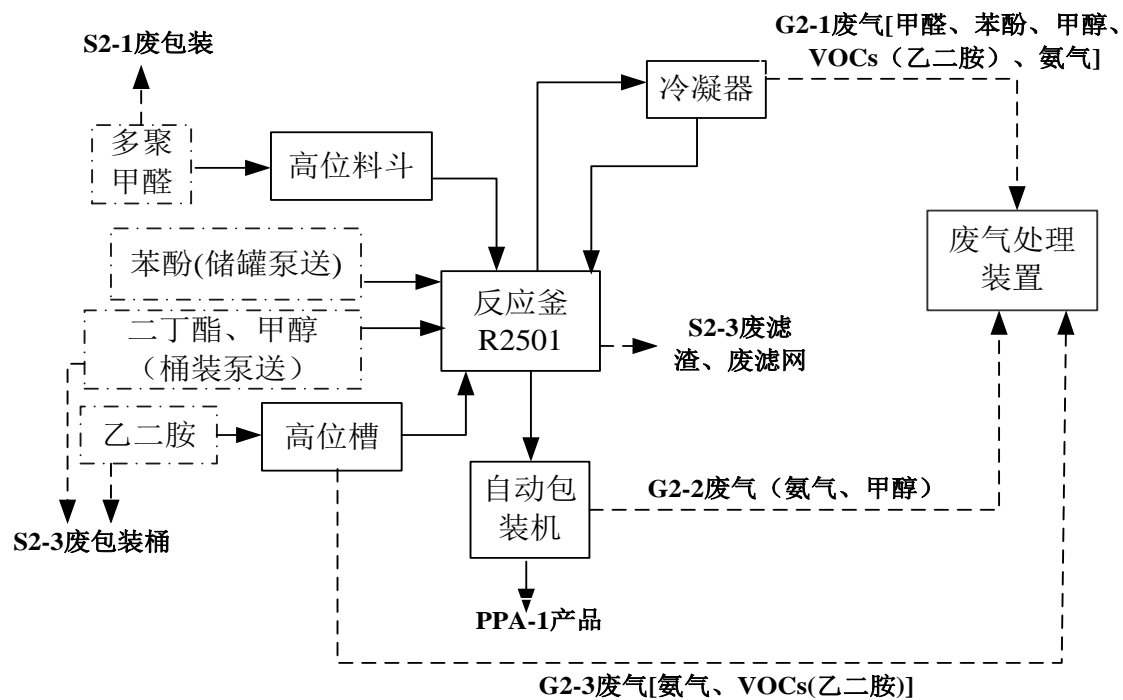 S2-1废包装
G2-1废气[甲醛、苯酚、甲醇、
VOCs（乙二胺）、氨气]
冷凝器
多聚
甲醛
高位料斗
苯酚(储罐泵送)
反应釜
R2501
废气处理
装置
二丁酯、甲醇
（桶装泵送）
S2-3废滤
渣、废滤网
乙二胺
高位槽
自动包
装机
G2-2废气（氨气、甲醇）
S2-3废包装桶
PPA-1产品
G2-3废气[氨气、VOCs(乙二胺)]